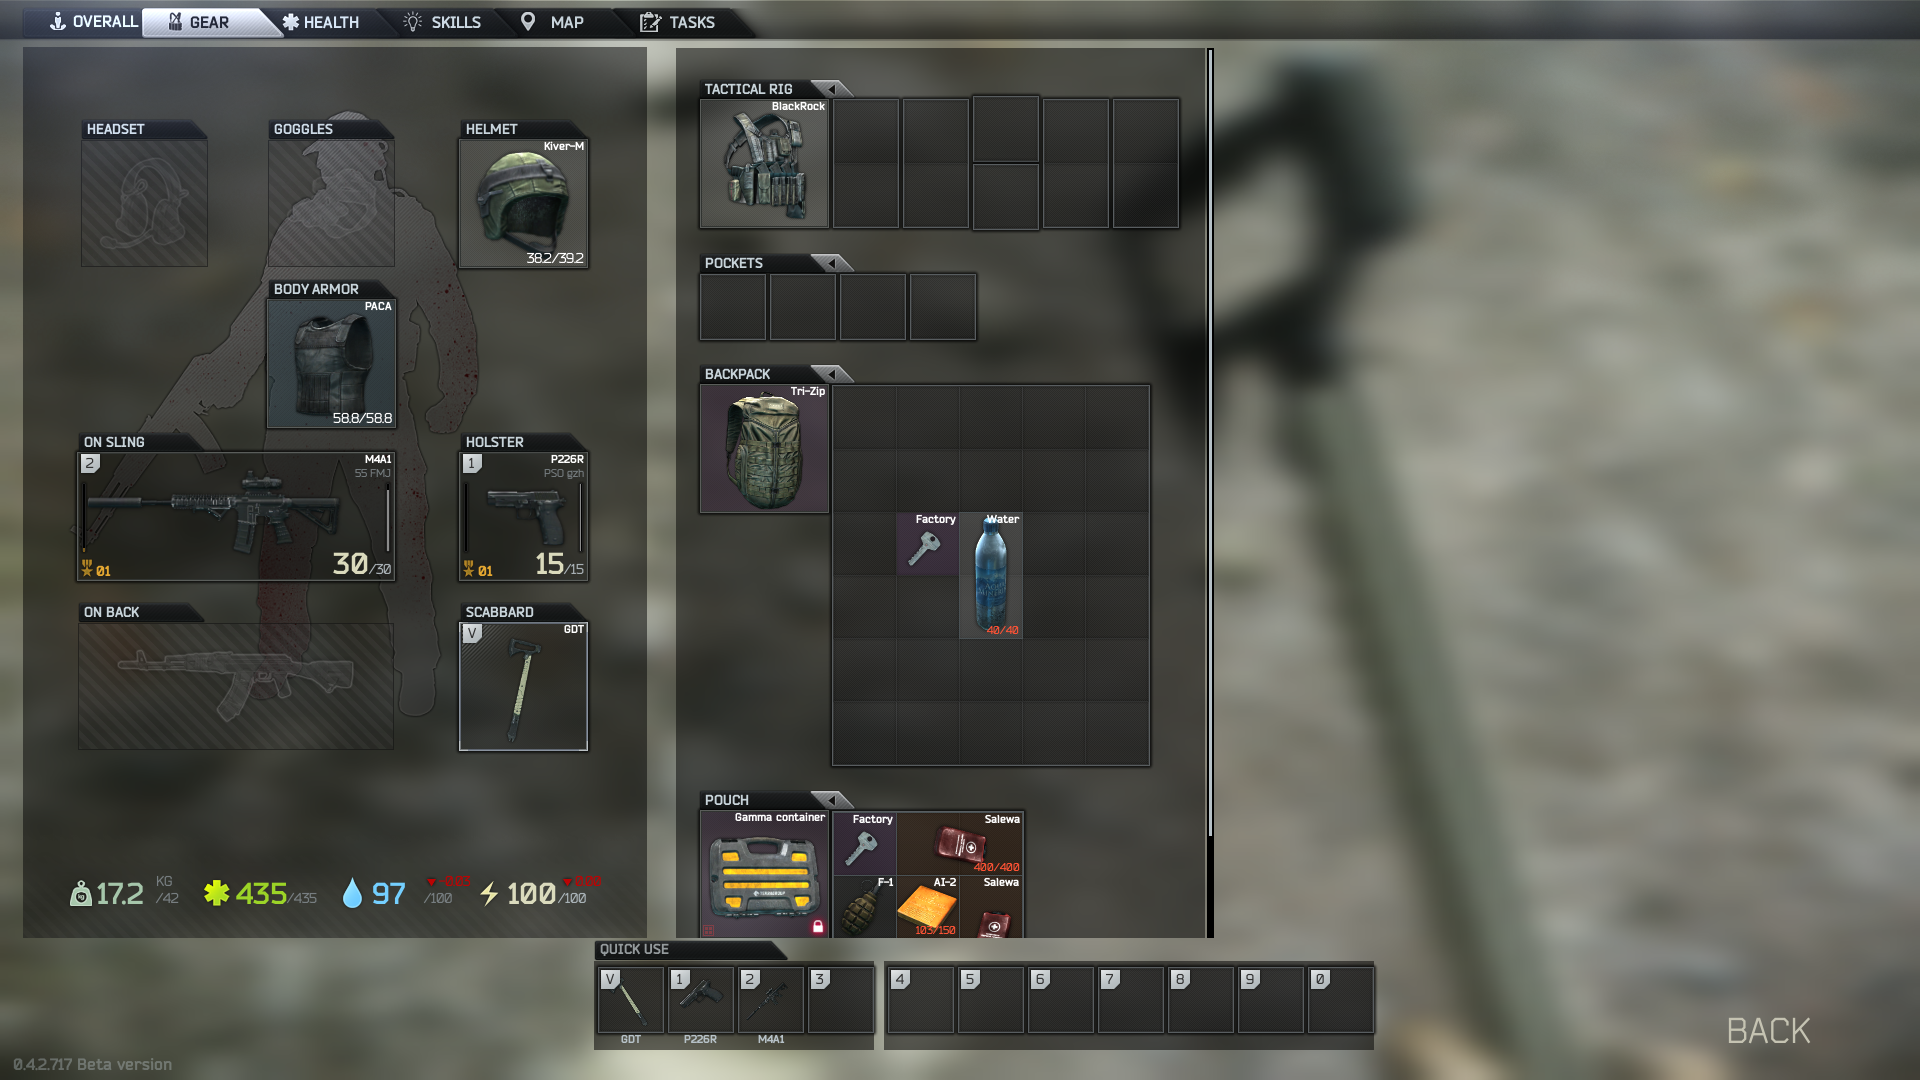 OVERALL
GEAR
HEALTH
SKILLS
MAP
TASKS
HEADSET
GOGGLES
HELMET
Kiver-M
38.2/39.2
BODY ARMOR
PACA
58.8/58.8
ON SLING
2
M4A1
55 FMJ
01
30/30
HOLSTER
1
P226R
PSO gzh
01
15/15
ON BACK
SCABBARD
V
GDT
17.2
KG
/42
435/435
97
/100
100
/100
TACTICAL RIG
BlackRock
POCKETS
BACKPACK
Tri-Zip
Factory
Water
40/40
POUCH
Gamma container
Factory
Salewa
400/400
F-1
AI-2
103/150
Salewa
QUICK USE
V
1
2
3
4
5
6
7
8
9
0
GDT
P226R
M4A1
BACK
0.4.2.717 Beta version